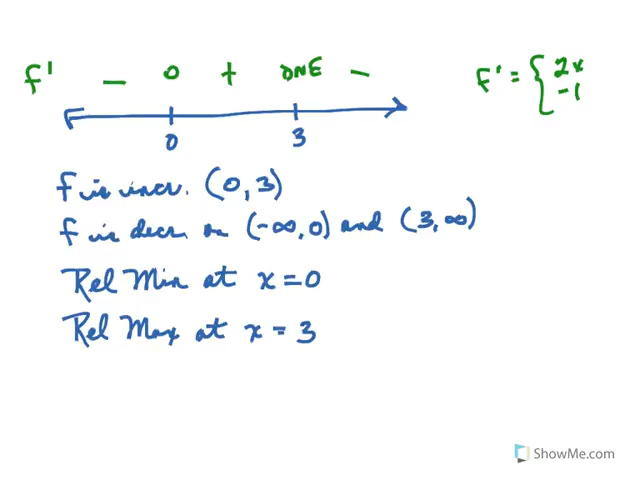 f' — 0 + DNE —
f' = { 2x
-1
0 3
f is incr. (0, 3)
f is decr. on (-∞, 0) and (3, ∞)
Rel Min at x = 0
Rel Max at x = 3
ShowMe.com